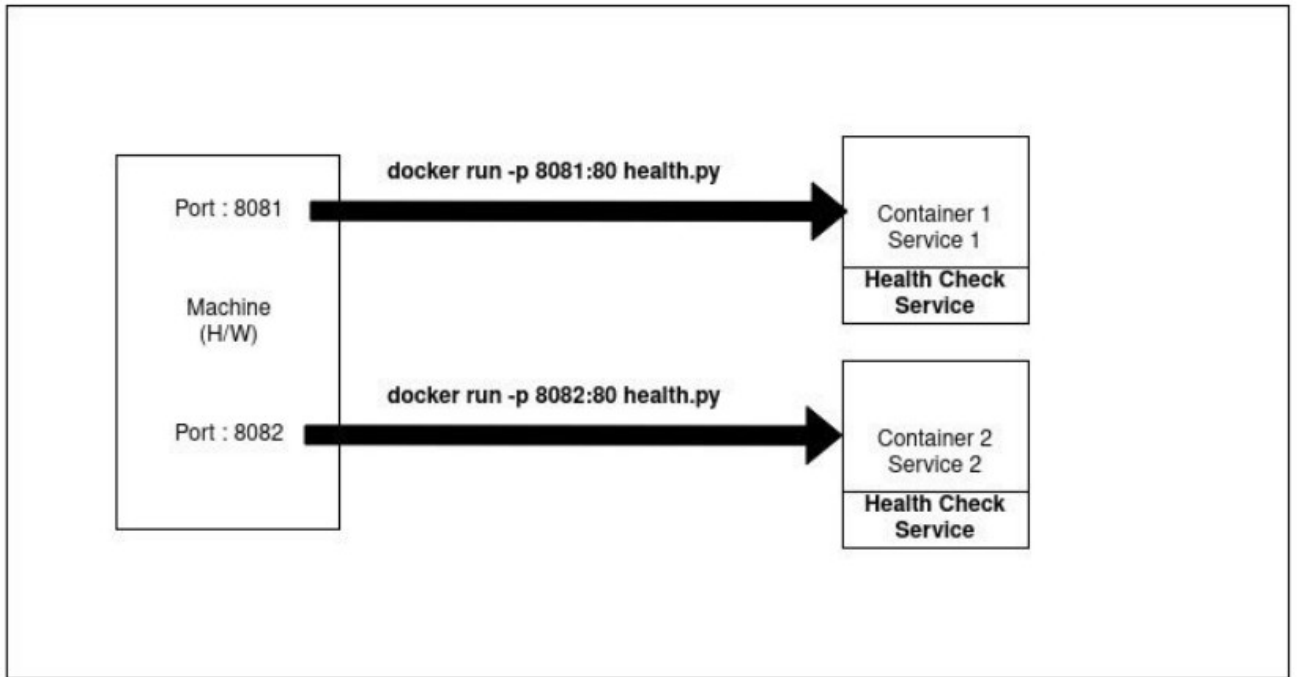 docker run -p 8081:80 health.py
Port : 8081
Container 1
Service 1
Health Check
Service
Machine
(H/W)
docker run -p 8082:80 health.py
Port : 8082
Container 2
Service 2
Health Check
Service